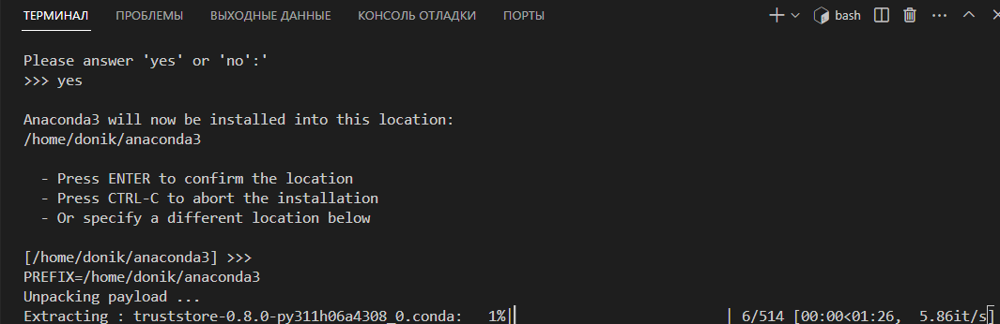 ТЕРМИНАЛ ПРОБЛЕМЫ ВЫХОДНЫЕ ДАННЫЕ КОНСОЛЬ ОТЛАДКИ ПОРТЫ bash
Please answer 'yes' or 'no':'
>>> yes
Anaconda3 will now be installed into this location:
/home/donik/anaconda3
- Press ENTER to confirm the location
- Press CTRL-C to abort the installation
- Or specify a different location below
[/home/donik/anaconda3] >>>
PREFIX=/home/donik/anaconda3
Unpacking payload ...
Extracting : truststore-0.8.0-py311h06a4308_0.conda:   1%|          | 6/514 [00:00<01:26,  5.86it/s]